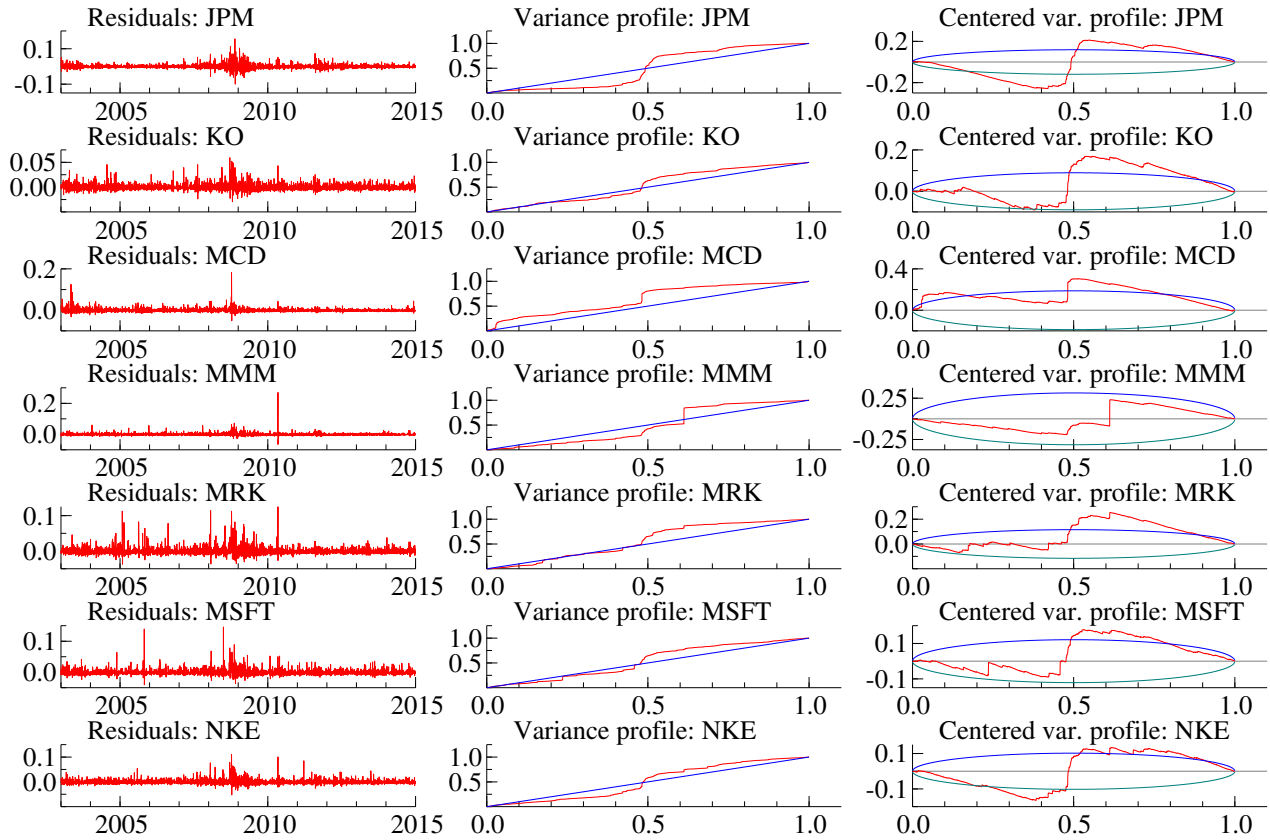 Residuals: JPM Variance profile: JPM Centered var. profile: JPM
0.1 1.0 0.2
0.5 0.0
-0.1 -0.2
2005 2010 2015 0.0 0.5 1.0 0.0 0.5 1.0
Residuals: KO Variance profile: KO Centered var. profile: KO
0.05 1.0 0.2
0.00 0.5 0.0
2005 2010 2015 0.0 0.5 1.0 0.0 0.5 1.0
Residuals: MCD Variance profile: MCD Centered var. profile: MCD
0.2 1.0 0.4
0.0 0.5 0.0
2005 2010 2015 0.0 0.5 1.0 0.0 0.5 1.0
Residuals: MMM Variance profile: MMM Centered var. profile: MMM
0.2 1.0 0.25
0.0 0.5 -0.25
2005 2010 2015 0.0 0.5 1.0 0.0 0.5 1.0
Residuals: MRK Variance profile: MRK Centered var. profile: MRK
0.1 1.0 0.2
0.0 0.5 0.0
2005 2010 2015 0.0 0.5 1.0 0.0 0.5 1.0
Residuals: MSFT Variance profile: MSFT Centered var. profile: MSFT
0.1 1.0 0.1
0.0 0.5 -0.1
2005 2010 2015 0.0 0.5 1.0 0.0 0.5 1.0
Residuals: NKE Variance profile: NKE Centered var. profile: NKE
0.1 1.0 0.1
0.0 0.5 -0.1
2005 2010 2015 0.0 0.5 1.0 0.0 0.5 1.0